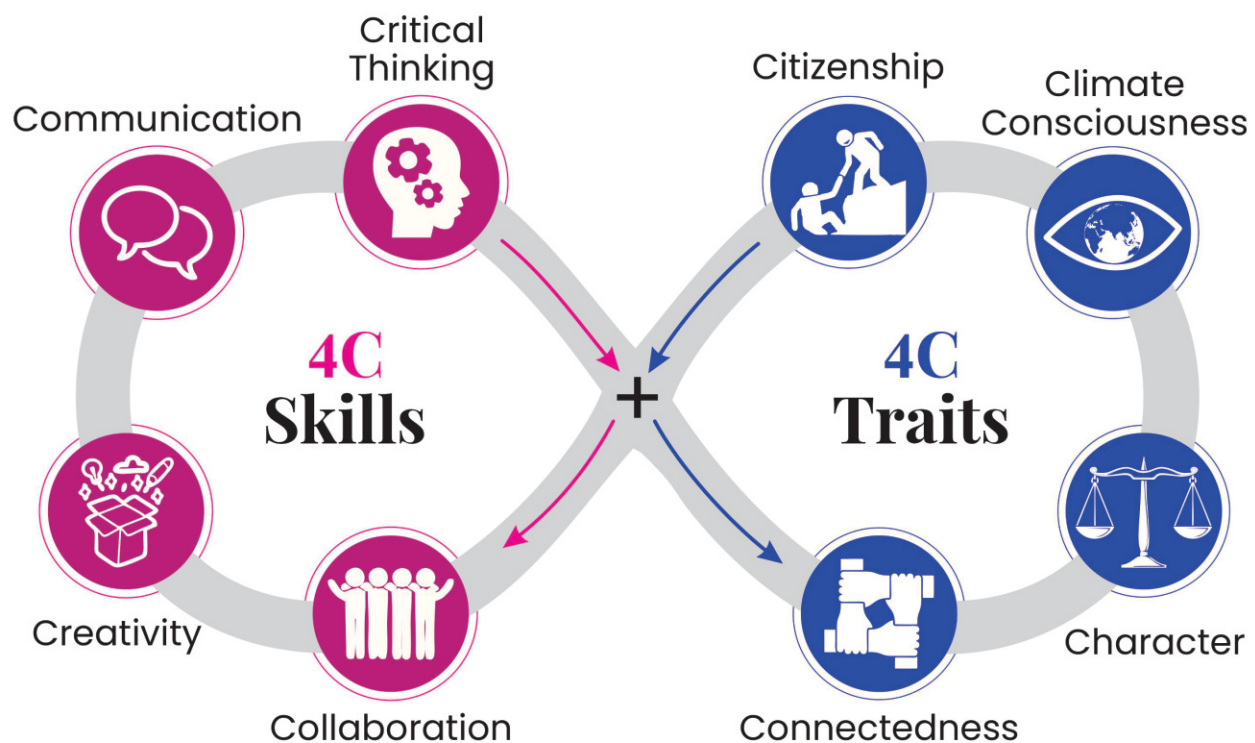 Critical
Thinking
Communication
4C
Skills
Creativity
Collaboration
+
Citizenship
Climate
Consciousness
4C
Traits
Character
Connectedness